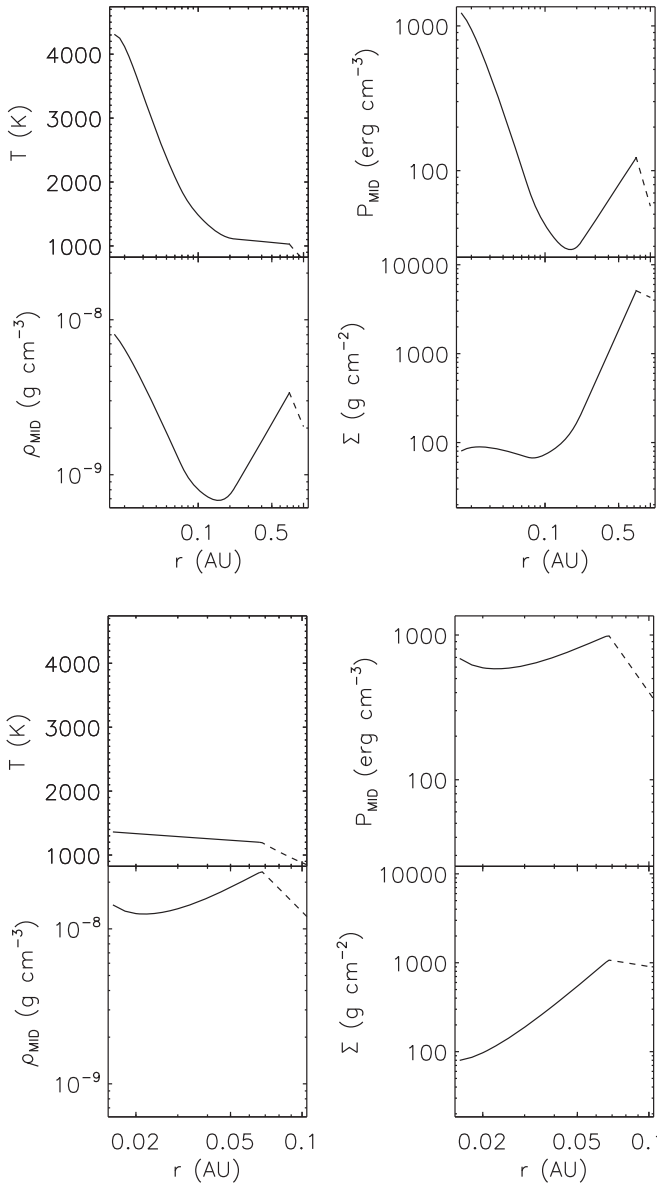 T (K)
4000
3000
2000
1000
P_MID (erg cm⁻³)
1000
100
ρ_MID (g cm⁻³)
10⁻⁸
10⁻⁹
0.1 0.5
r (AU)
Σ (g cm⁻²)
10000
1000
100
0.1 0.5
r (AU)
T (K)
4000
3000
2000
1000
P_MID (erg cm⁻³)
1000
100
ρ_MID (g cm⁻³)
10⁻⁸
10⁻⁹
0.02 0.05 0.1
r (AU)
Σ (g cm⁻²)
10000
1000
100
0.02 0.05 0.1
r (AU)